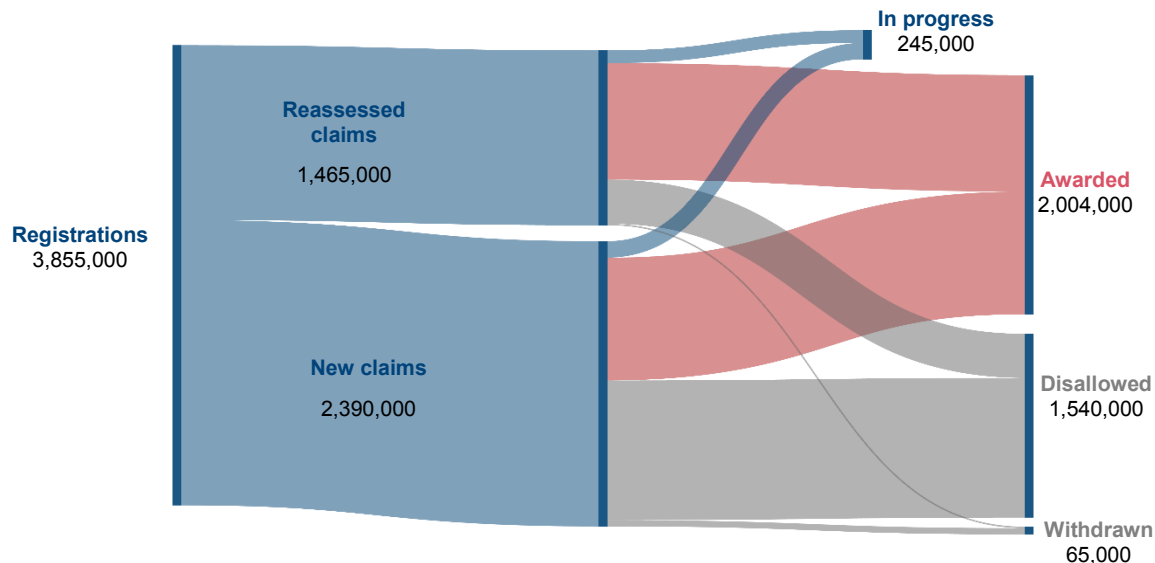 In progress
245,000
Reassessed
claims
1,465,000
Awarded
2,004,000
Registrations
3,855,000
New claims
2,390,000
Disallowed
1,540,000
Withdrawn
65,000